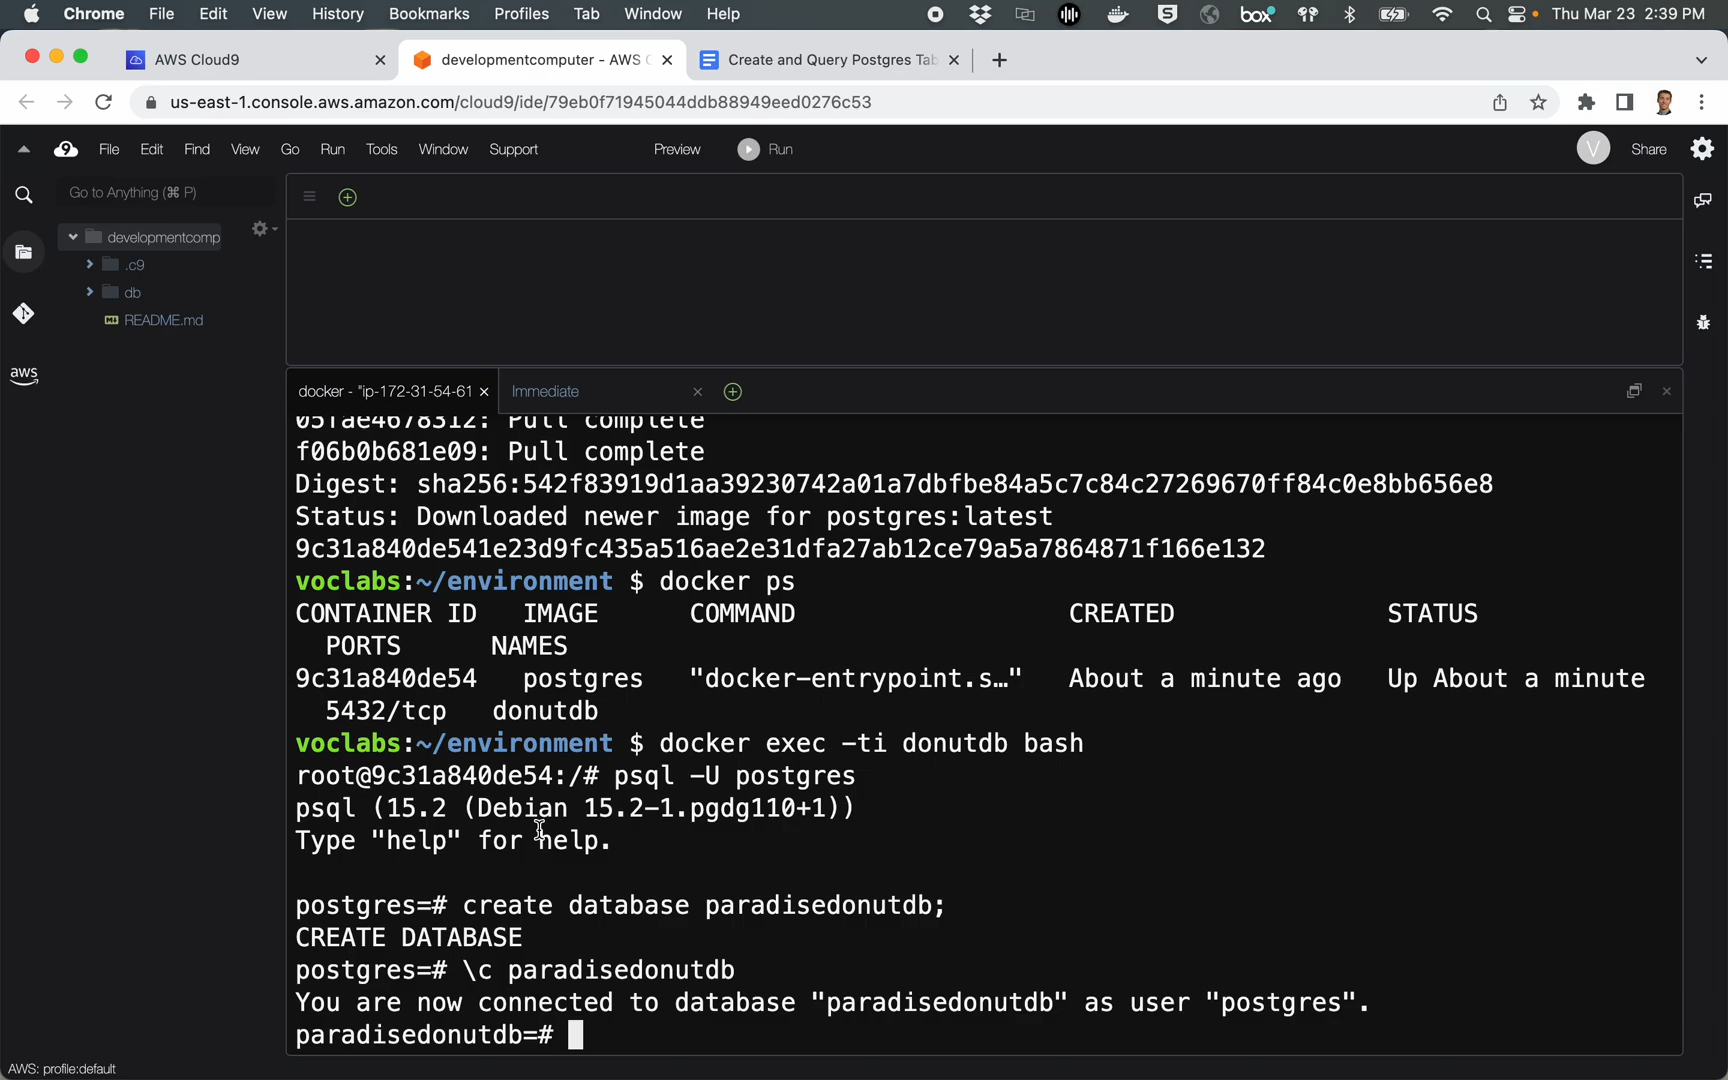 Chrome File Edit View History Bookmarks Profiles Tab Window Help box Thu Mar 23 2:39 PM
AWS Cloud9 developmentcomputer - AWS C Create and Query Postgres Tab
us-east-1.console.aws.amazon.com/cloud9/ide/79eb0f71945044ddb88949eed0276c53
9 File Edit Find View Go Run Tools Window Support Preview Run V Share
Go to Anything (⌘ P)
developmentcomp
.c9
db
README.md
aws
docker - "ip-172-31-54-61 Immediate
05fae4678312: Pull complete
f06b0b681e09: Pull complete
Digest: sha256:542f83919d1aa39230742a01a7dbfbe84a5c7c84c27269670ff84c0e8bb656e8
Status: Downloaded newer image for postgres:latest
9c31a840de541e23d9fc435a516ae2e31dfa27ab12ce79a5a7864871f166e132
voclabs:~/environment $ docker ps
CONTAINER ID IMAGE COMMAND CREATED STATUS
PORTS NAMES
9c31a840de54 postgres "docker-entrypoint.s…" About a minute ago Up About a minute
5432/tcp donutdb
voclabs:~/environment $ docker exec -ti donutdb bash
root@9c31a840de54:/# psql -U postgres
psql (15.2 (Debian 15.2-1.pgdg110+1))
Type "help" for help.
postgres=# create database paradisedonutdb;
CREATE DATABASE
postgres=# \c paradisedonutdb
You are now connected to database "paradisedonutdb" as user "postgres".
paradisedonutdb=#
AWS: profile:default